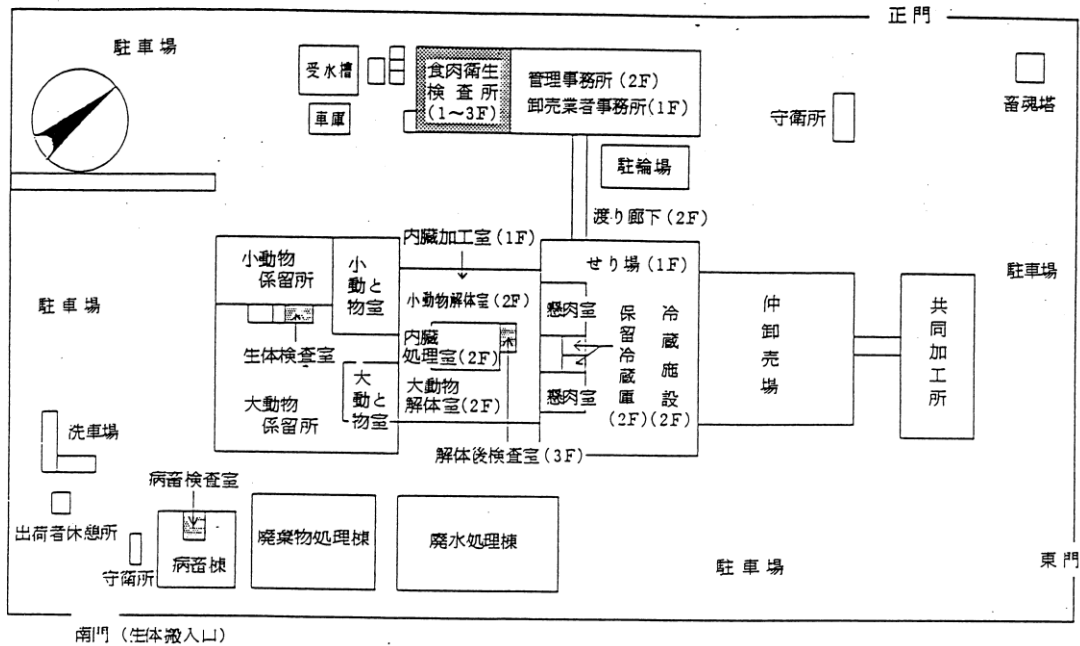 正門
駐車場
受水槽
食肉衛生
検査所
(1～3F)
管理事務所(2F)
卸売業者事務所(1F)
車庫
守衛所
畜魂塔
駐輪場
渡り廊下(2F)
内臓加工室(1F)
小動物
係留所
小動と
物室
小動物解体室(2F)
せり場(1F)
懸肉室
保留冷蔵庫
(2F)
冷蔵施設
(2F)
仲卸売場
共同加工所
駐車場
駐車場
生体検査室
内臓
処理室(2F)
大動と
物室
大動物
解体室(2F)
懸肉室
大動物
係留所
解体後検査室(3F)
洗車場
病畜検査室
出荷者休憩所
守衛所
病畜棟
廃棄物処理棟
廃水処理棟
駐車場
東門
南門(生体搬入口)